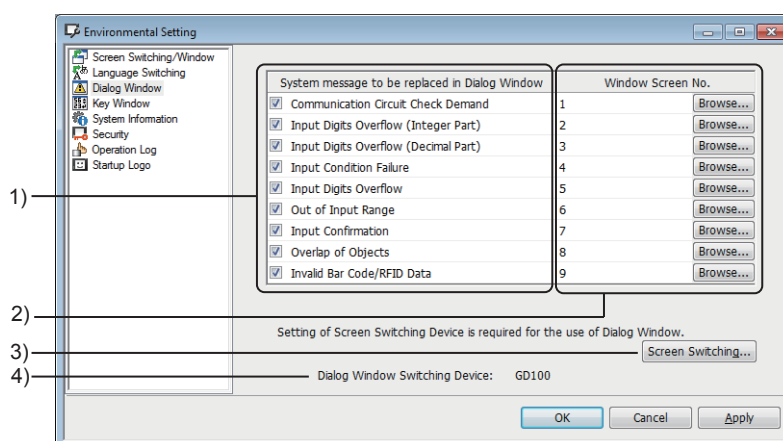 Environmental Setting
Screen Switching/Window
Language Switching
Dialog Window
Key Window
System Information
Security
Operation Log
Startup Logo
System message to be replaced in Dialog Window Window Screen No.
Communication Circuit Check Demand 1 Browse...
Input Digits Overflow (Integer Part) 2 Browse...
Input Digits Overflow (Decimal Part) 3 Browse...
Input Condition Failure 4 Browse...
Input Digits Overflow 5 Browse...
Out of Input Range 6 Browse...
Input Confirmation 7 Browse...
Overlap of Objects 8 Browse...
Invalid Bar Code/RFID Data 9 Browse...
1)
2)
Setting of Screen Switching Device is required for the use of Dialog Window.
3) Screen Switching...
4) Dialog Window Switching Device: GD100
OK Cancel Apply